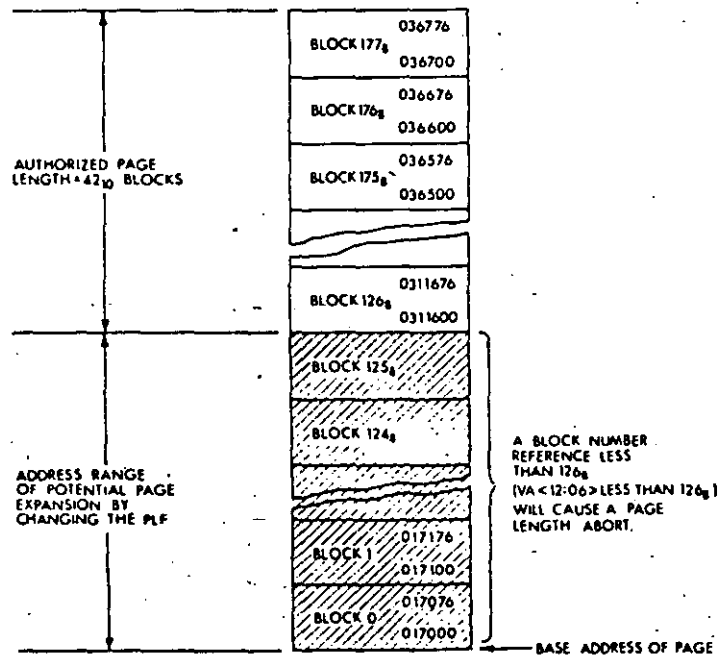 BLOCK 177₈
036776
036700
BLOCK 176₈
036676
036600
BLOCK 175₈
036576
036500
AUTHORIZED PAGE
LENGTH = 42₁₀ BLOCKS
BLOCK 126₈
0311676
0311600
BLOCK 125₈
BLOCK 124₈
ADDRESS RANGE
OF POTENTIAL PAGE
EXPANSION BY
CHANGING THE PLF
A BLOCK NUMBER
REFERENCE LESS
THAN 126₈
(VA <12:06> LESS THAN 126₈)
WILL CAUSE A PAGE
LENGTH ABORT.
BLOCK 1
017176
017100
BLOCK 0
017076
017000
BASE ADDRESS OF PAGE